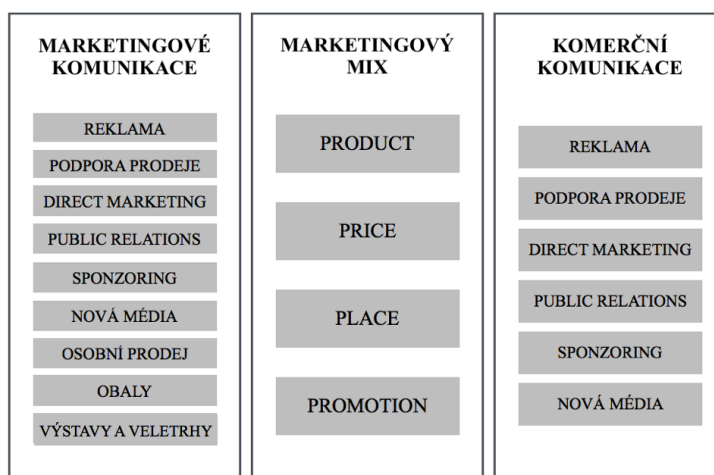 MARKETINGOVÉ
KOMUNIKACE
REKLAMA
PODPORA PRODEJE
DIRECT MARKETING
PUBLIC RELATIONS
SPONZORING
NOVÁ MÉDIA
OSOBNÍ PRODEJ
OBALY
VÝSTAVY A VELETRHY
MARKETINGOVÝ
MIX
PRODUCT
PRICE
PLACE
PROMOTION
KOMERČNÍ
KOMUNIKACE
REKLAMA
PODPORA PRODEJE
DIRECT MARKETING
PUBLIC RELATIONS
SPONZORING
NOVÁ MÉDIA